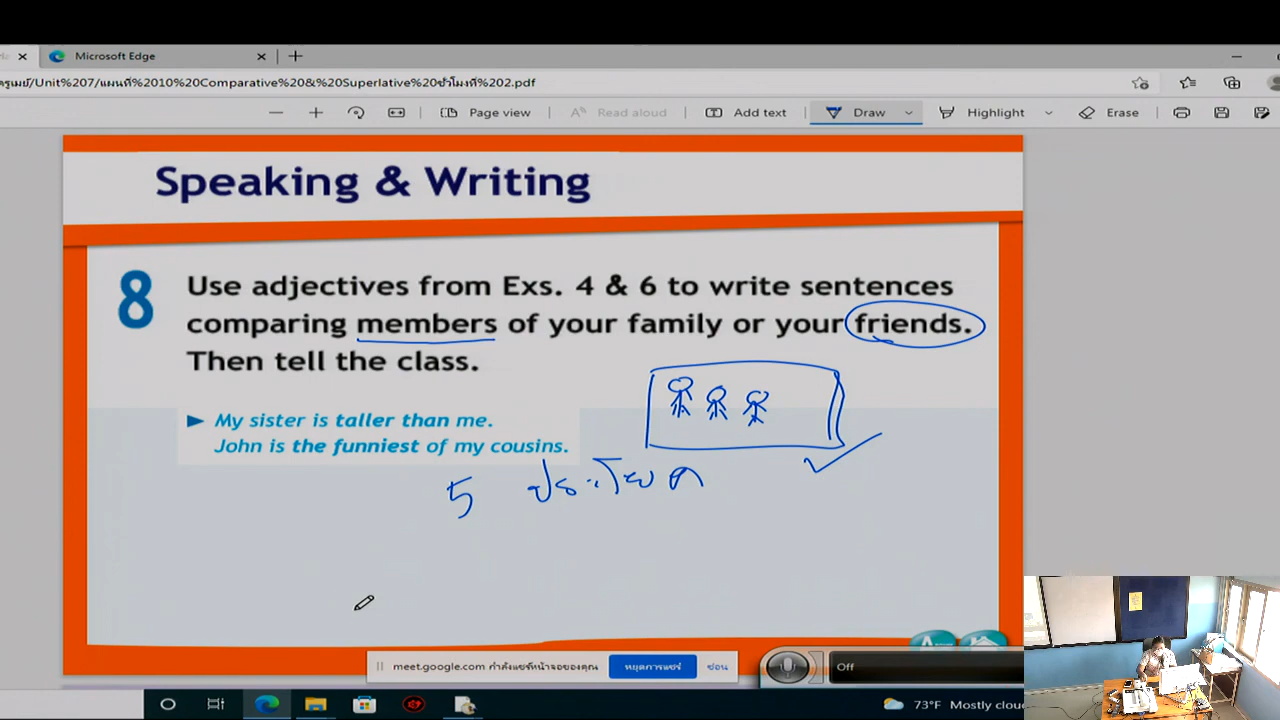 Microsoft Edge
ครูเมย์/Unit%207/แผนที่%2010%20Comparative%20&%20Superlative%20ชั่วโมงที่%202.pdf
Page view
Read aloud
Add text
Draw
Highlight
Erase
Speaking & Writing
8
Use adjectives from Exs. 4 & 6 to write sentences
comparing members of your family or your friends.
Then tell the class.
► My sister is taller than me.
John is the funniest of my cousins.
5 ประโยค
meet.google.com กำลังแชร์หน้าจอของคุณ
หยุดการแชร์
ซ่อน
Off
73°F Mostly clou